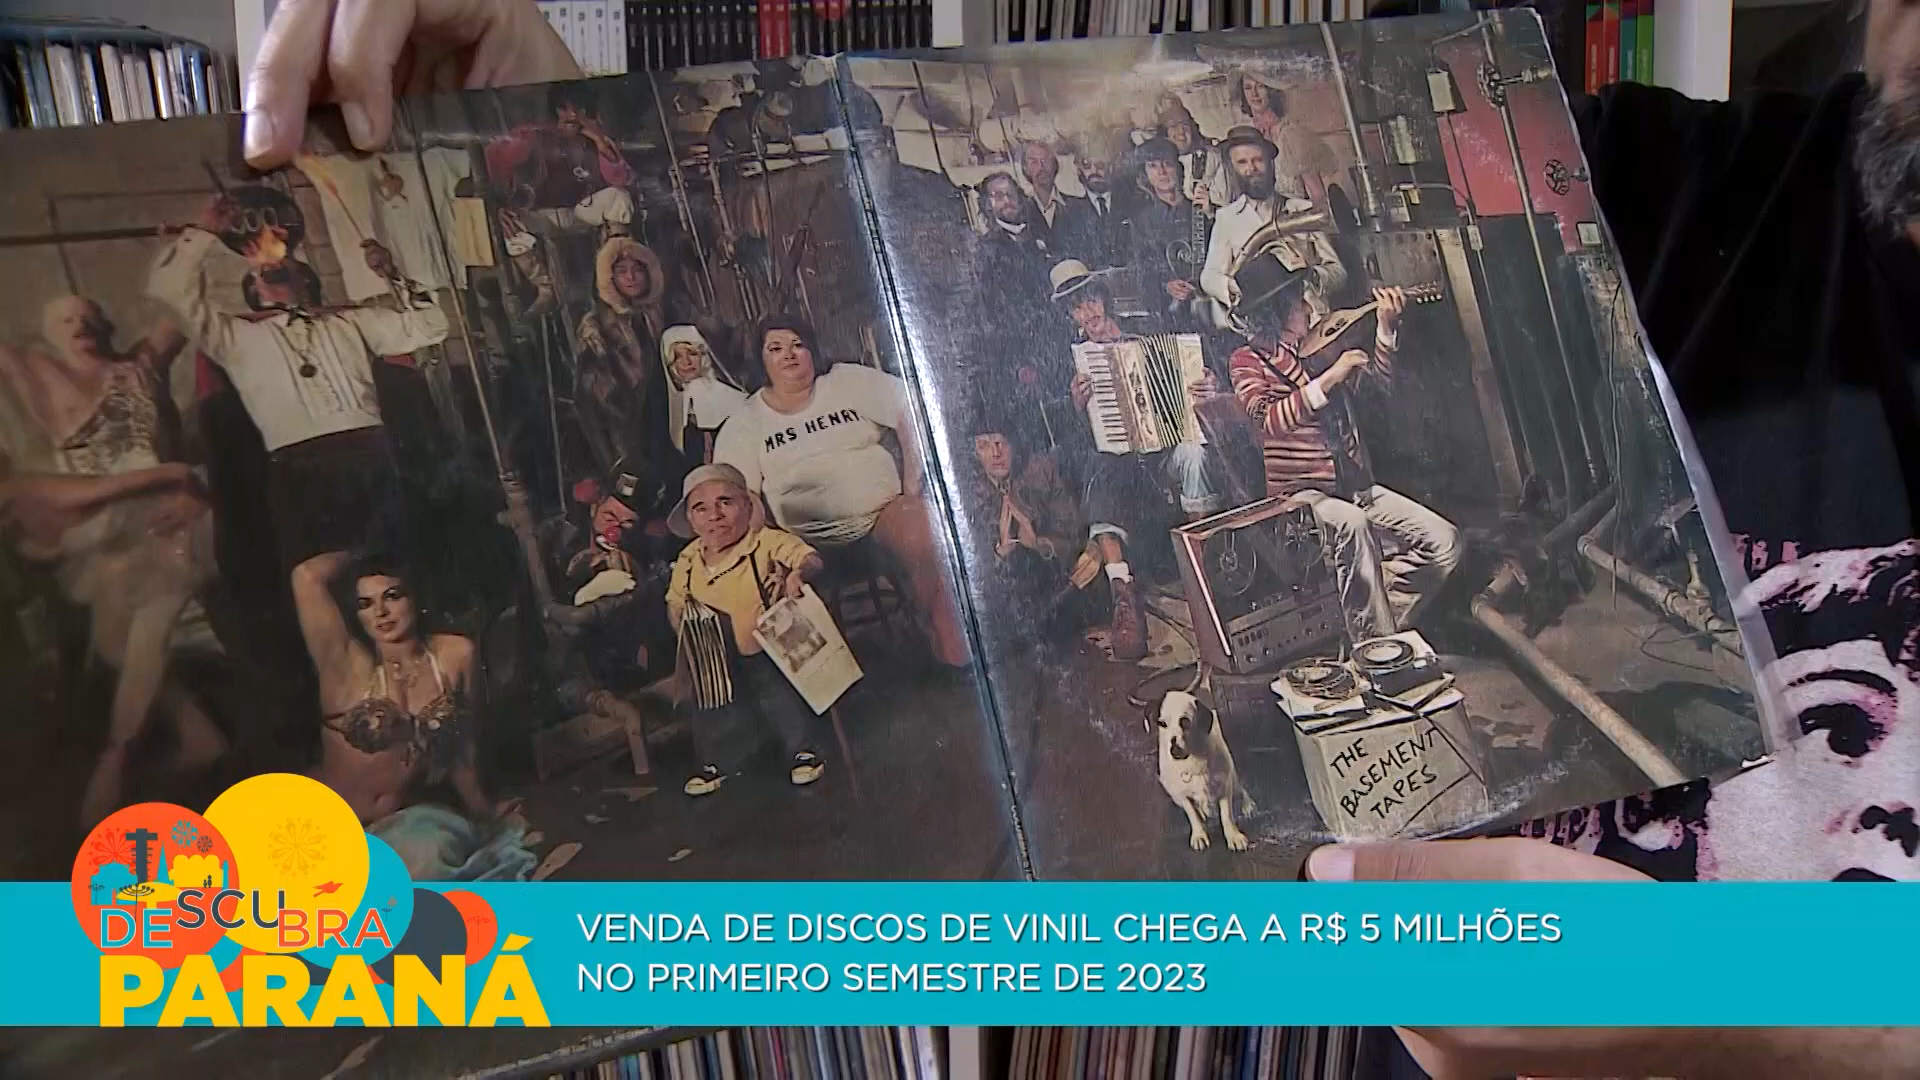 MRS HENRY
THE
BASEMENT
TAPES
DESCUBRA
PARANÁ
VENDA DE DISCOS DE VINIL CHEGA A R$ 5 MILHÕES
NO PRIMEIRO SEMESTRE DE 2023